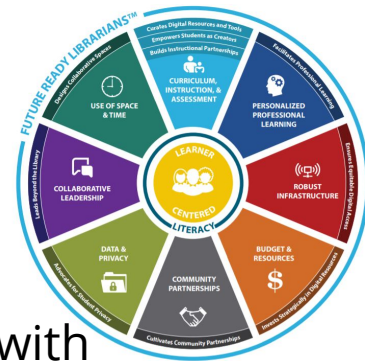 FUTURE READY LIBRARIANS™
Curates Digital Resources and Tools
Empowers Students as Creators
Builds Instructional Partnerships
CURRICULUM,
INSTRUCTION, &
ASSESSMENT
Facilitates Professional Learning
PERSONALIZED
PROFESSIONAL
LEARNING
Ensures Equitable Digital Access
ROBUST
INFRASTRUCTURE
Invests Strategically in Digital Resources
BUDGET &
RESOURCES
$
Cultivates Community Partnerships
COMMUNITY
PARTNERSHIPS
Advocates for Student Privacy
DATA &
PRIVACY
Leads Beyond the Library
COLLABORATIVE
LEADERSHIP
Designs Collaborative Spaces
USE OF SPACE
& TIME
LEARNER
CENTERED
LITERACY
with